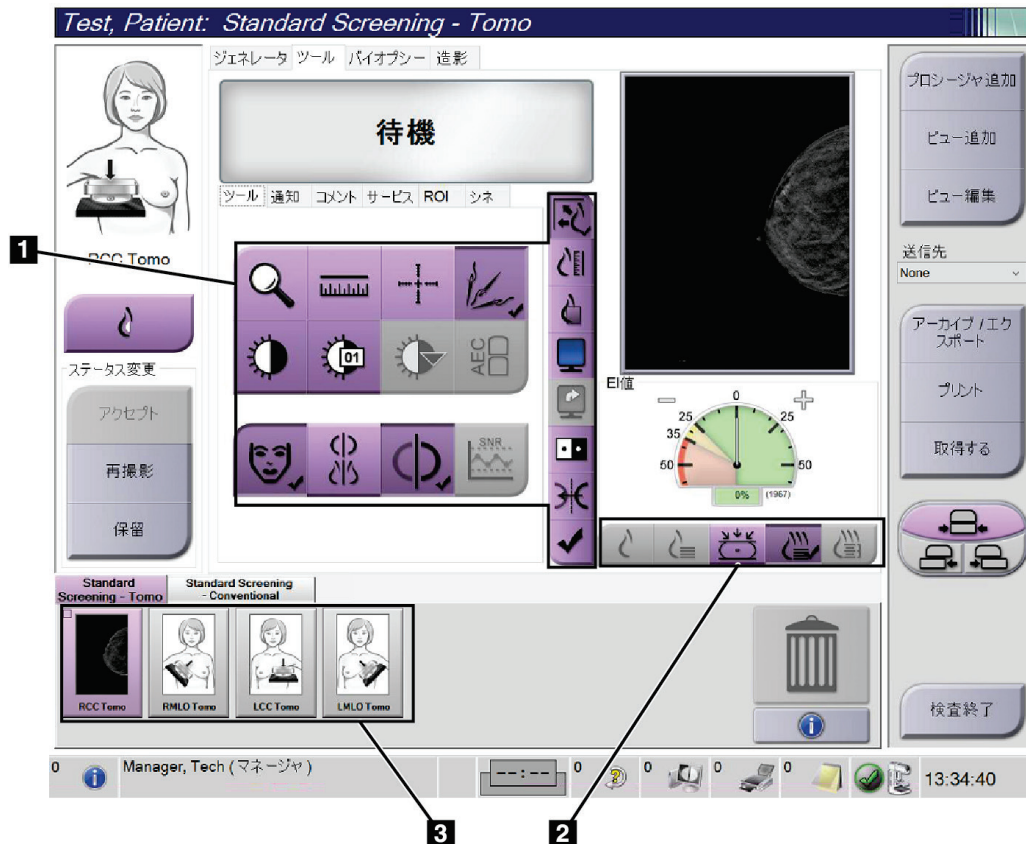 Test, Patient: Standard Screening - Tomo
ジェネレータ ツール バイオプシー 造影
待機
ツール 通知 コメント サービス ROI シネ
1
RCC Tomo
01
AEC
SNR
ステータス変更
アクセプト
再撮影
保留
EI値
0
25 25
35
50 50
0% (1967)
プロシージャ追加
ビュー追加
ビュー編集
送信先
None
アーカイブ / エク
スポート
プリント
取得する
検査終了
Standard
Screening - Tomo
Standard Screening
- Conventional
RCC Tomo RMLO Tomo LCC Tomo LMLO Tomo
0 Manager, Tech (マネージャ) --:-- 0 0 0 0 13:34:40
3 2